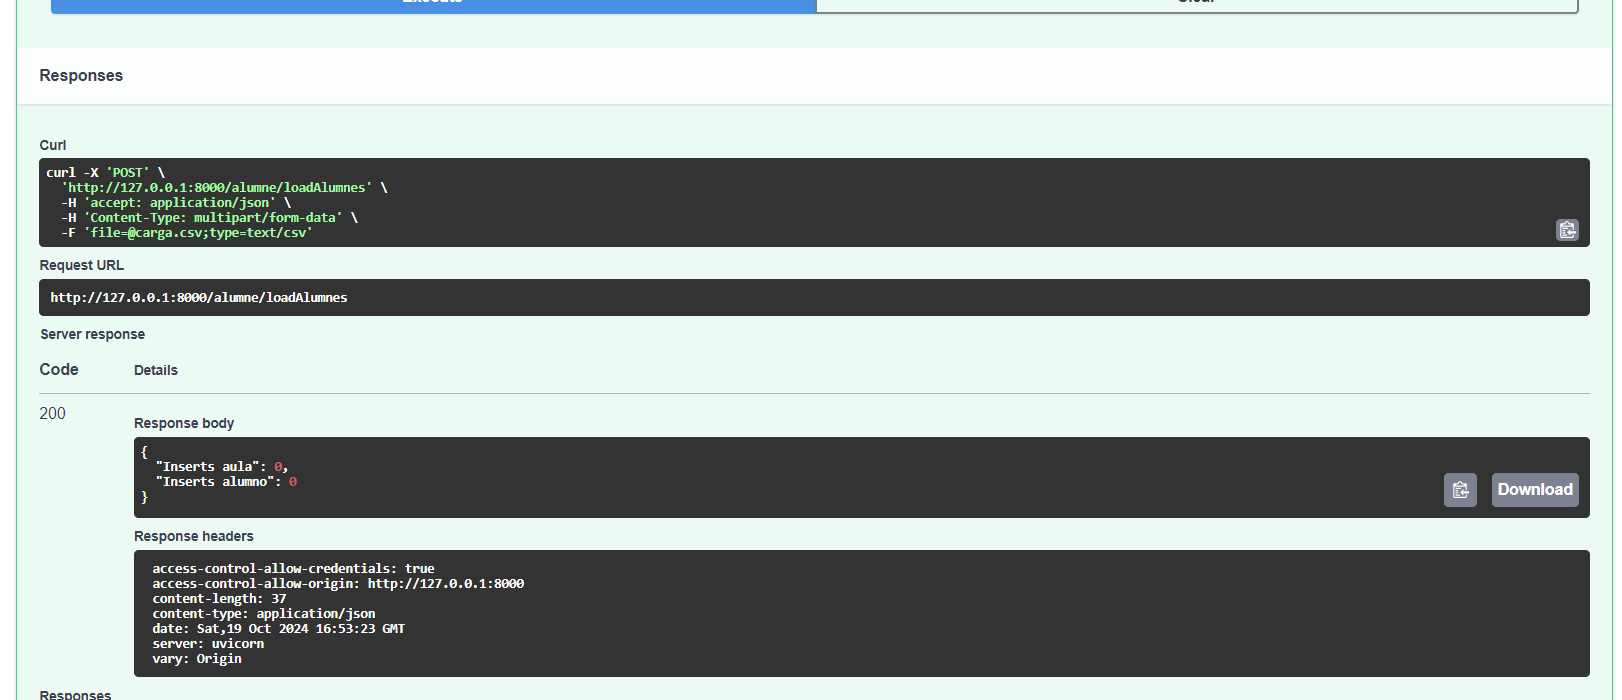 Execute
Clear
Responses
Curl
curl -X 'POST' \
'http://127.0.0.1:8000/alumne/loadAlumnes' \
-H 'accept: application/json' \
-H 'Content-Type: multipart/form-data' \
-F 'file=@carga.csv;type=text/csv'
Request URL
http://127.0.0.1:8000/alumne/loadAlumnes
Server response
Code Details
200
Response body
{
"Inserts aula": 0,
"Inserts alumno": 0
}
Download
Response headers
access-control-allow-credentials: true
access-control-allow-origin: http://127.0.0.1:8000
content-length: 37
content-type: application/json
date: Sat,19 Oct 2024 16:53:23 GMT
server: uvicorn
vary: Origin
Responses